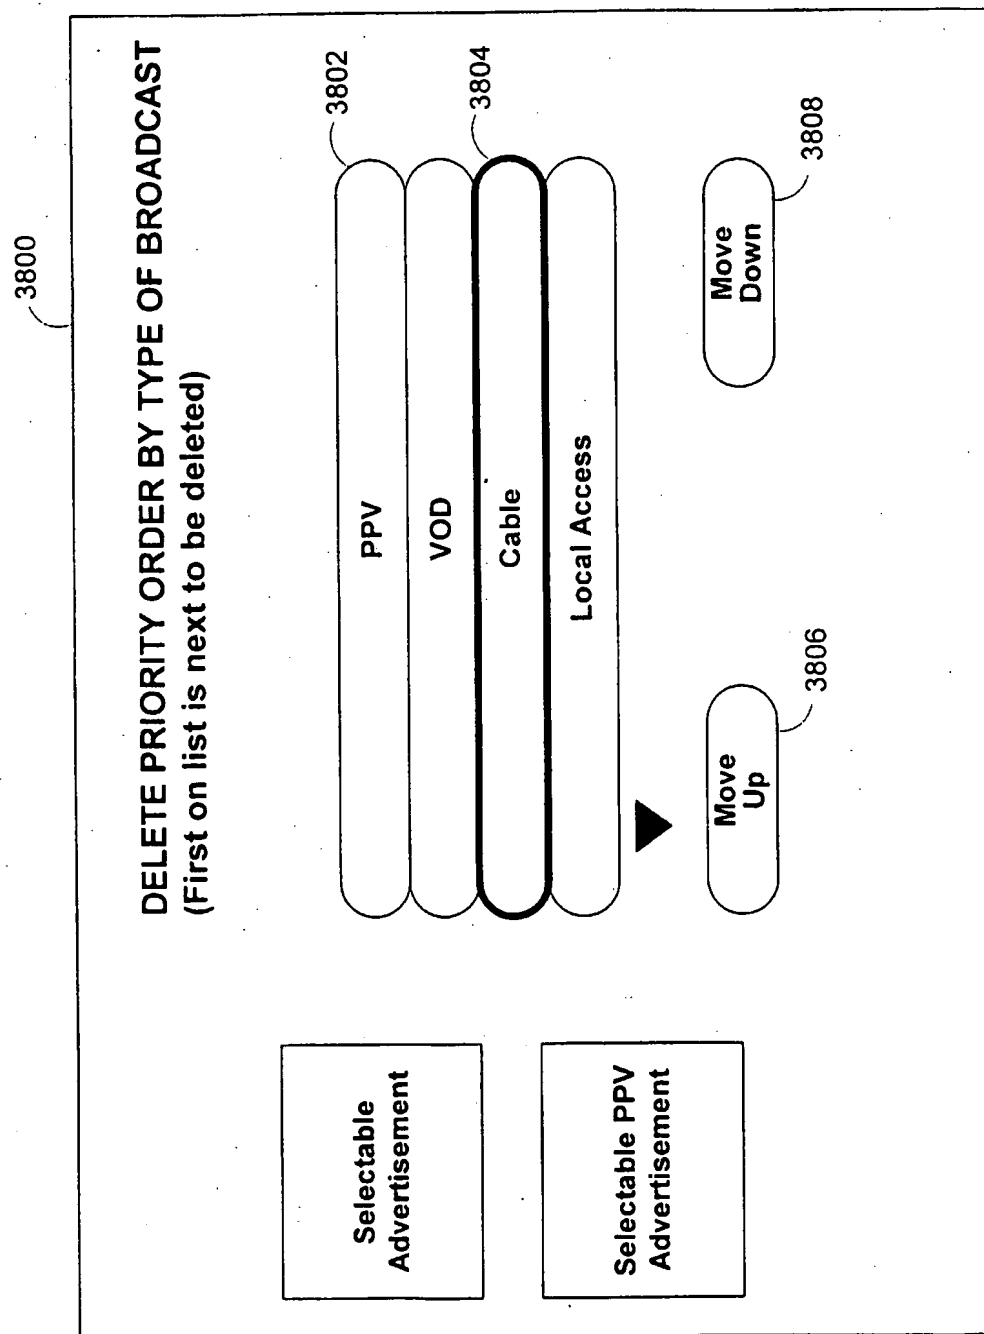 3800
DELETE PRIORITY ORDER BY TYPE OF BROADCAST
(First on list is next to be deleted)
3802
PPV
VOD
3804
Cable
Local Access
Move
Up
3806
Move
Down
3808
Selectable
Advertisement
Selectable PPV
Advertisement